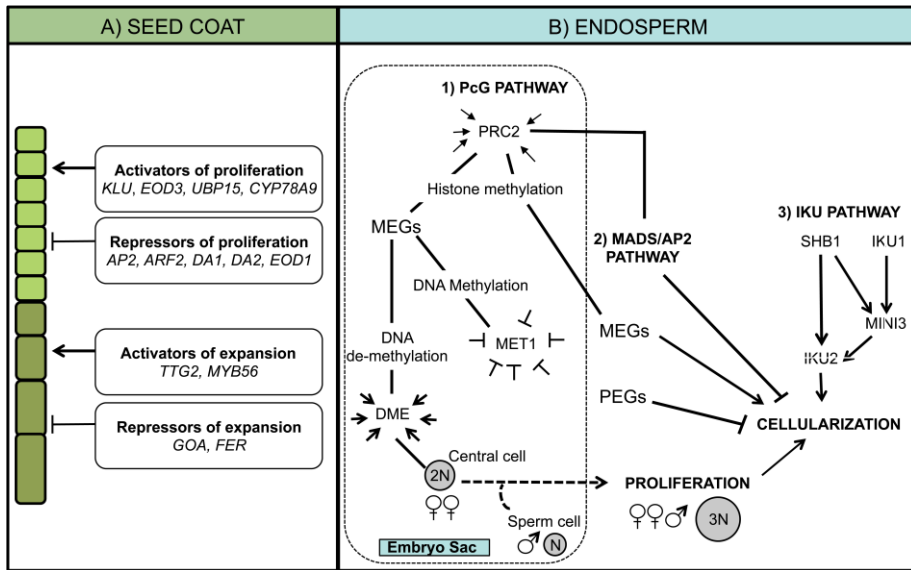 A) SEED COAT
Activators of proliferation
KLU, EOD3, UBP15, CYP78A9
Repressors of proliferation
AP2, ARF2, DA1, DA2, EOD1
Activators of expansion
TTG2, MYB56
Repressors of expansion
GOA, FER
B) ENDOSPERM
1) PcG PATHWAY
PRC2
Histone methylation
MEGs
DNA Methylation
MET1
DNA
de-methylation
DME
Central cell
2N
♀♀
Sperm cell
♂ N
Embryo Sac
2) MADS/AP2
PATHWAY
MEGs
PEGs
3) IKU PATHWAY
SHB1 IKU1
MINI3
IKU2
CELLULARIZATION
PROLIFERATION
♀♀♂ 3N